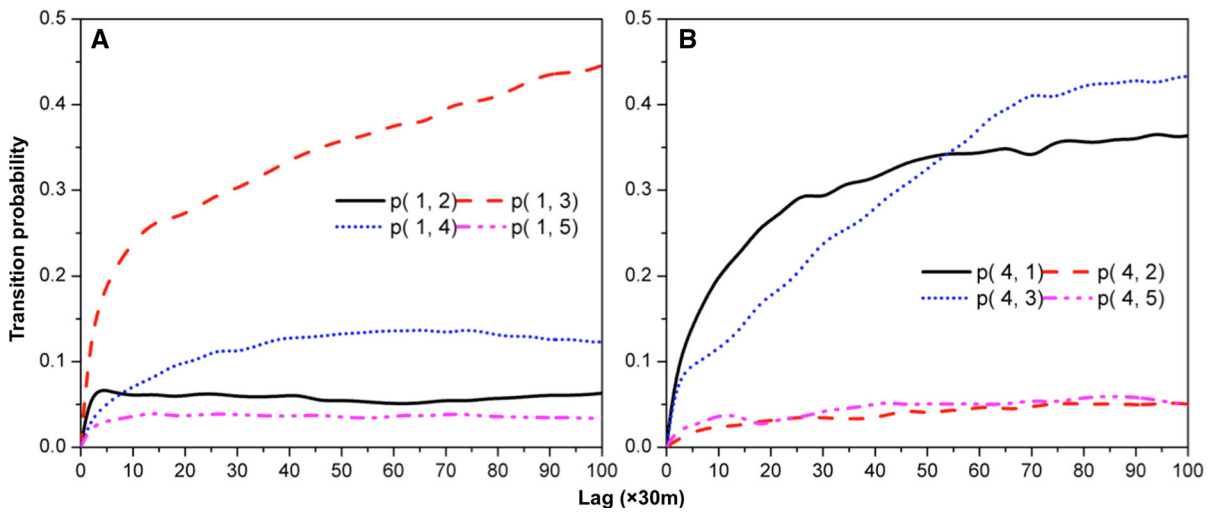 A
B
0.5
0.4
0.3
0.2
0.1
0.0
Transition probability
p( 1, 2) p( 1, 3)
p( 1, 4) p( 1, 5)
0 10 20 30 40 50 60 70 80 90 100
0.5
0.4
0.3
0.2
0.1
0.0
p( 4, 1) p( 4, 2)
p( 4, 3) p( 4, 5)
0 10 20 30 40 50 60 70 80 90 100
Lag (×30m)